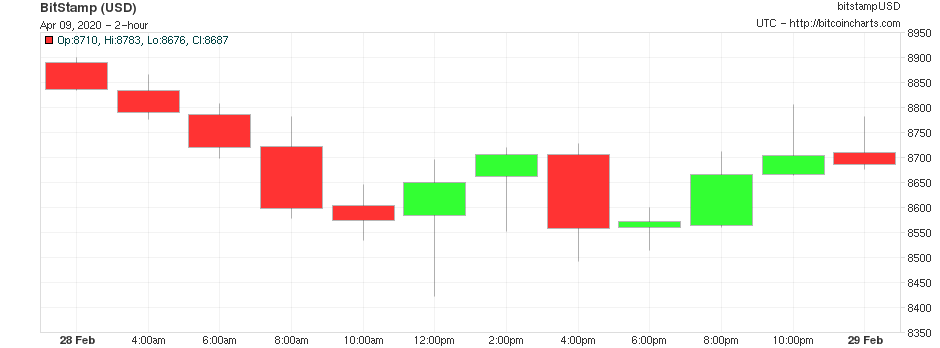 BitStamp (USD)
bitstampUSD
Apr 09, 2020 - 2-hour
UTC - http://bitcoincharts.com
Op:8710, Hi:8783, Lo:8676, Cl:8687
8950
8900
8850
8800
8750
8700
8650
8600
8550
8500
8450
8400
8350
28 Feb 4:00am 6:00am 8:00am 10:00am 12:00pm 2:00pm 4:00pm 6:00pm 8:00pm 10:00pm 29 Feb